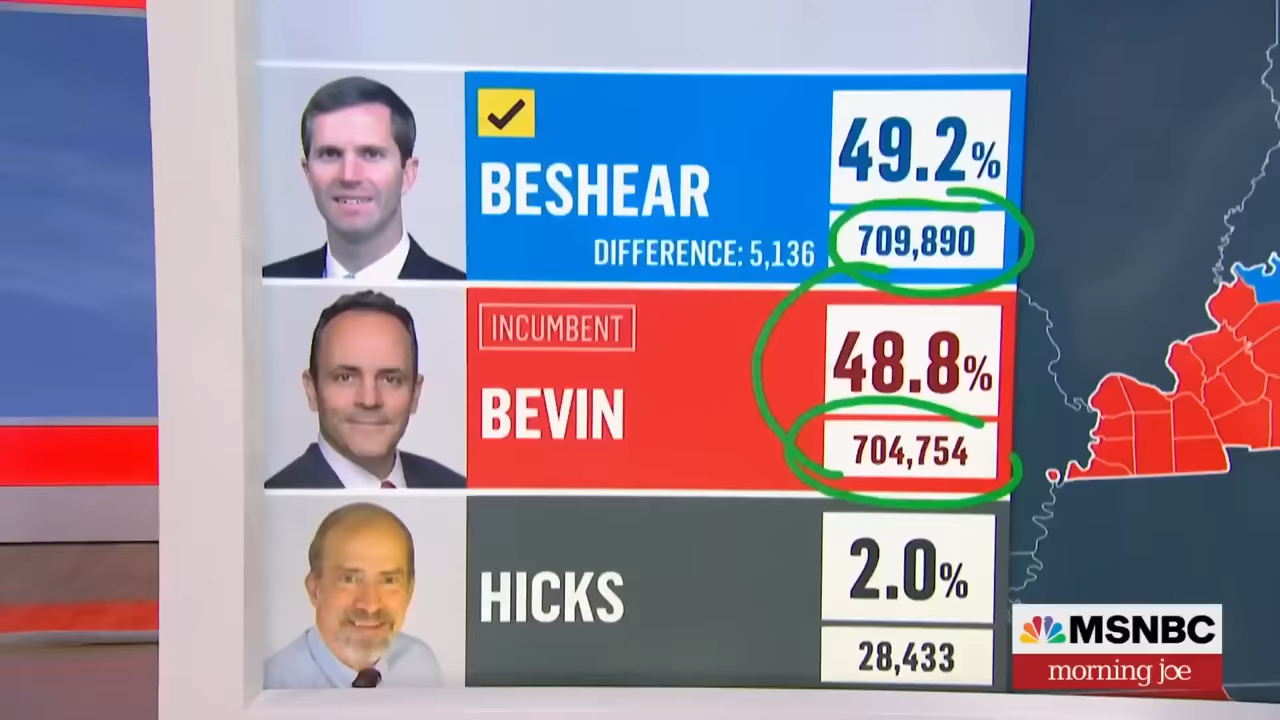 49.2%
BESHEAR
DIFFERENCE: 5,136
709,890
INCUMBENT
48.8%
BEVIN
704,754
HICKS
2.0%
28,433
MSNBC
morning joe